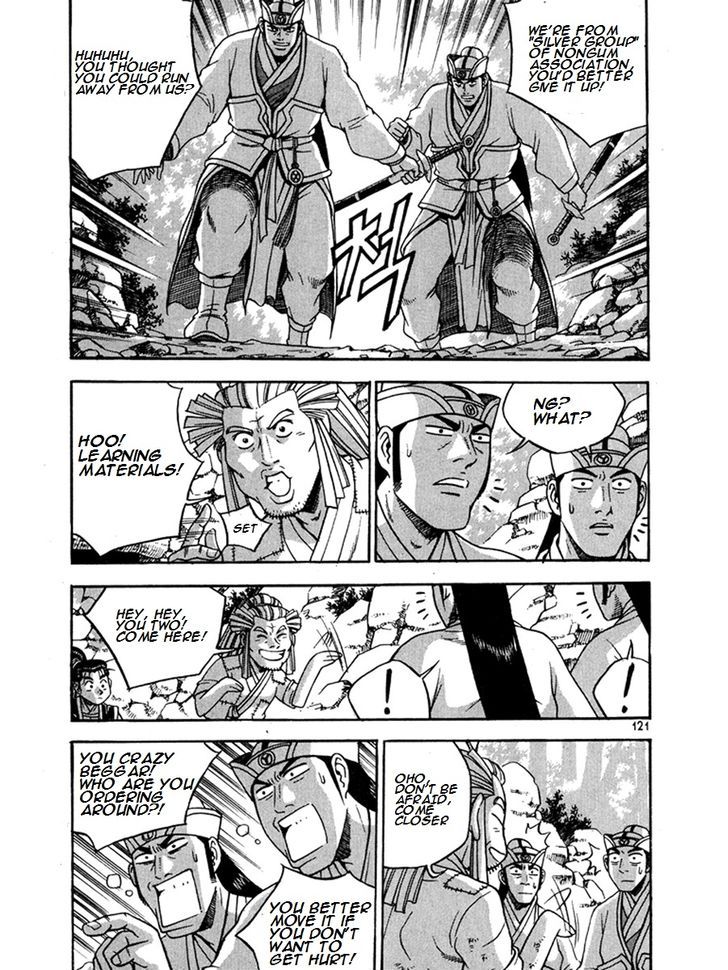 HUHUHU,
YOU THOUGHT
YOU COULD RUN
AWAY FROM US?
WE'RE FROM
"SILVER GROUP"
OF NONGUM
ASSOCIATION,
YOU'D BETTER
GIVE IT UP!
척
HOO!
LEARNING
MATERIALS!
SET
NG?
WHAT?
HEY, HEY,
YOU TWO!
COME HERE!
!
!
121
YOU CRAZY
BEGGAR!
WHO ARE YOU
ORDERING
AROUND?!
YOU BETTER
MOVE IT IF
YOU DON'T
WANT TO
GET HURT!
OHO,
DON'T BE
AFRAID,
COME
CLOSER